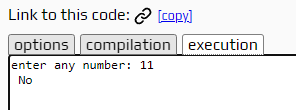 Link to this code: [copy]
options compilation execution
enter any number: 11
No